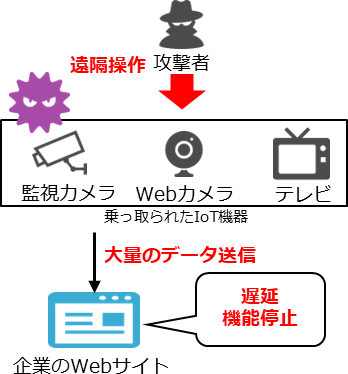 遠隔操作 攻撃者
監視カメラ Webカメラ テレビ
乗っ取られたIoT機器
大量のデータ送信
遅延
機能停止
企業のWebサイト